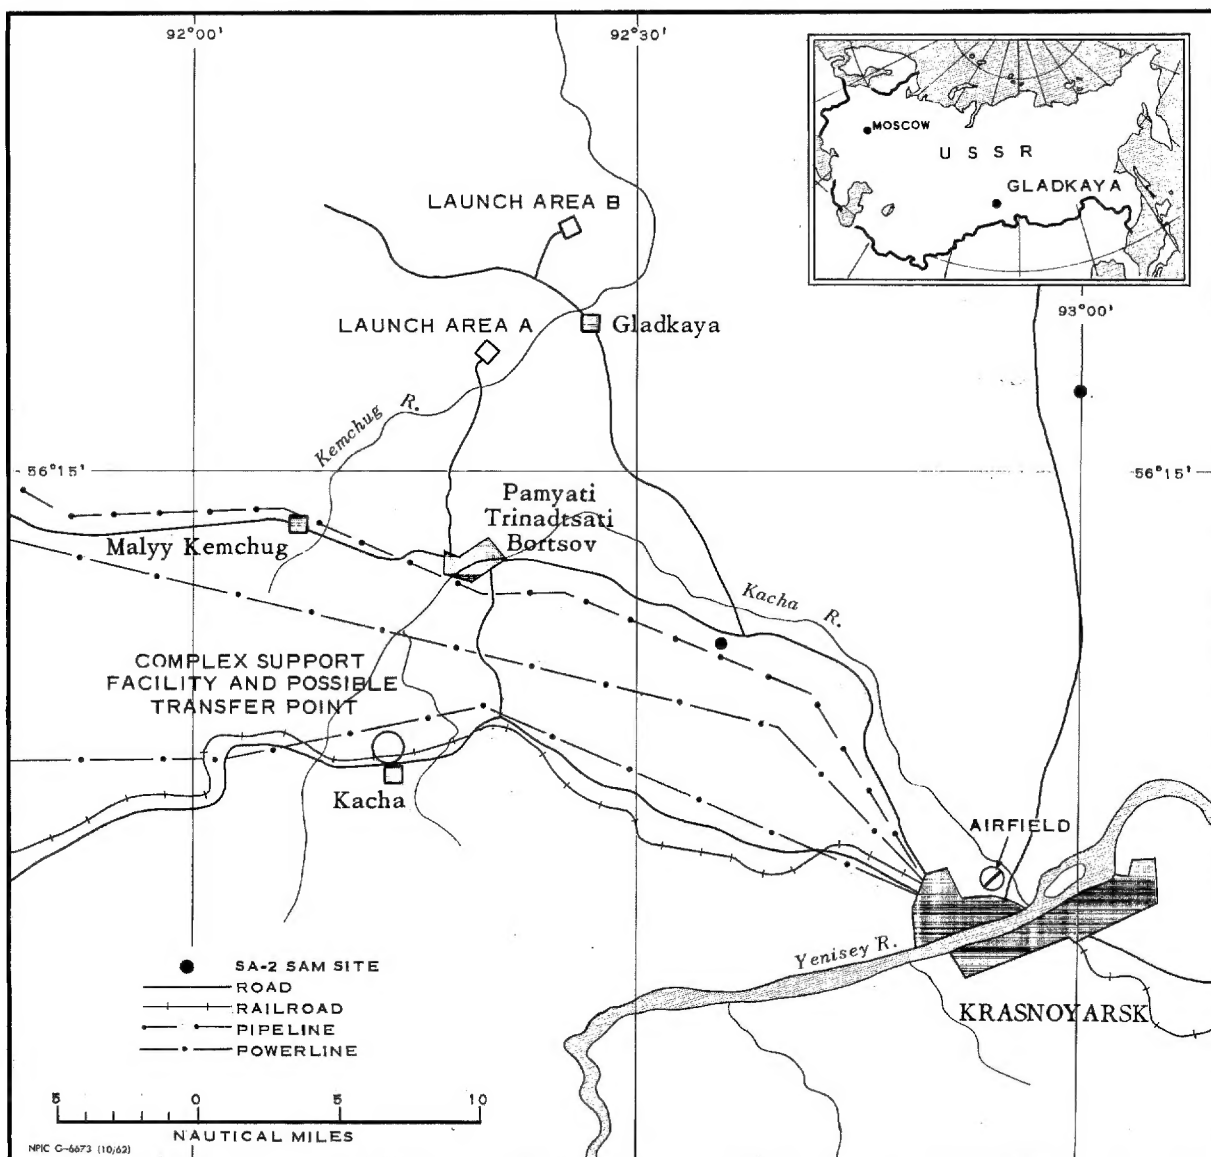 92°00'
92°30'
MOSCOW
U S S R
GLADKAYA
93°00'
LAUNCH AREA B
LAUNCH AREA A
Gladkaya
Kemchug R.
56°15'
56°15'
Pamyati
Trinadtsati
Bortsov
Malyy Kemchug
Kacha R.
COMPLEX SUPPORT
FACILITY AND POSSIBLE
TRANSFER POINT
Kacha
AIRFIELD
Yenisey R.
KRASNOYARSK
SA-2 SAM SITE
ROAD
RAILROAD
PIPELINE
POWERLINE
5 0 5 10
NAUTICAL MILES
NPIC G-6673 (10/62)